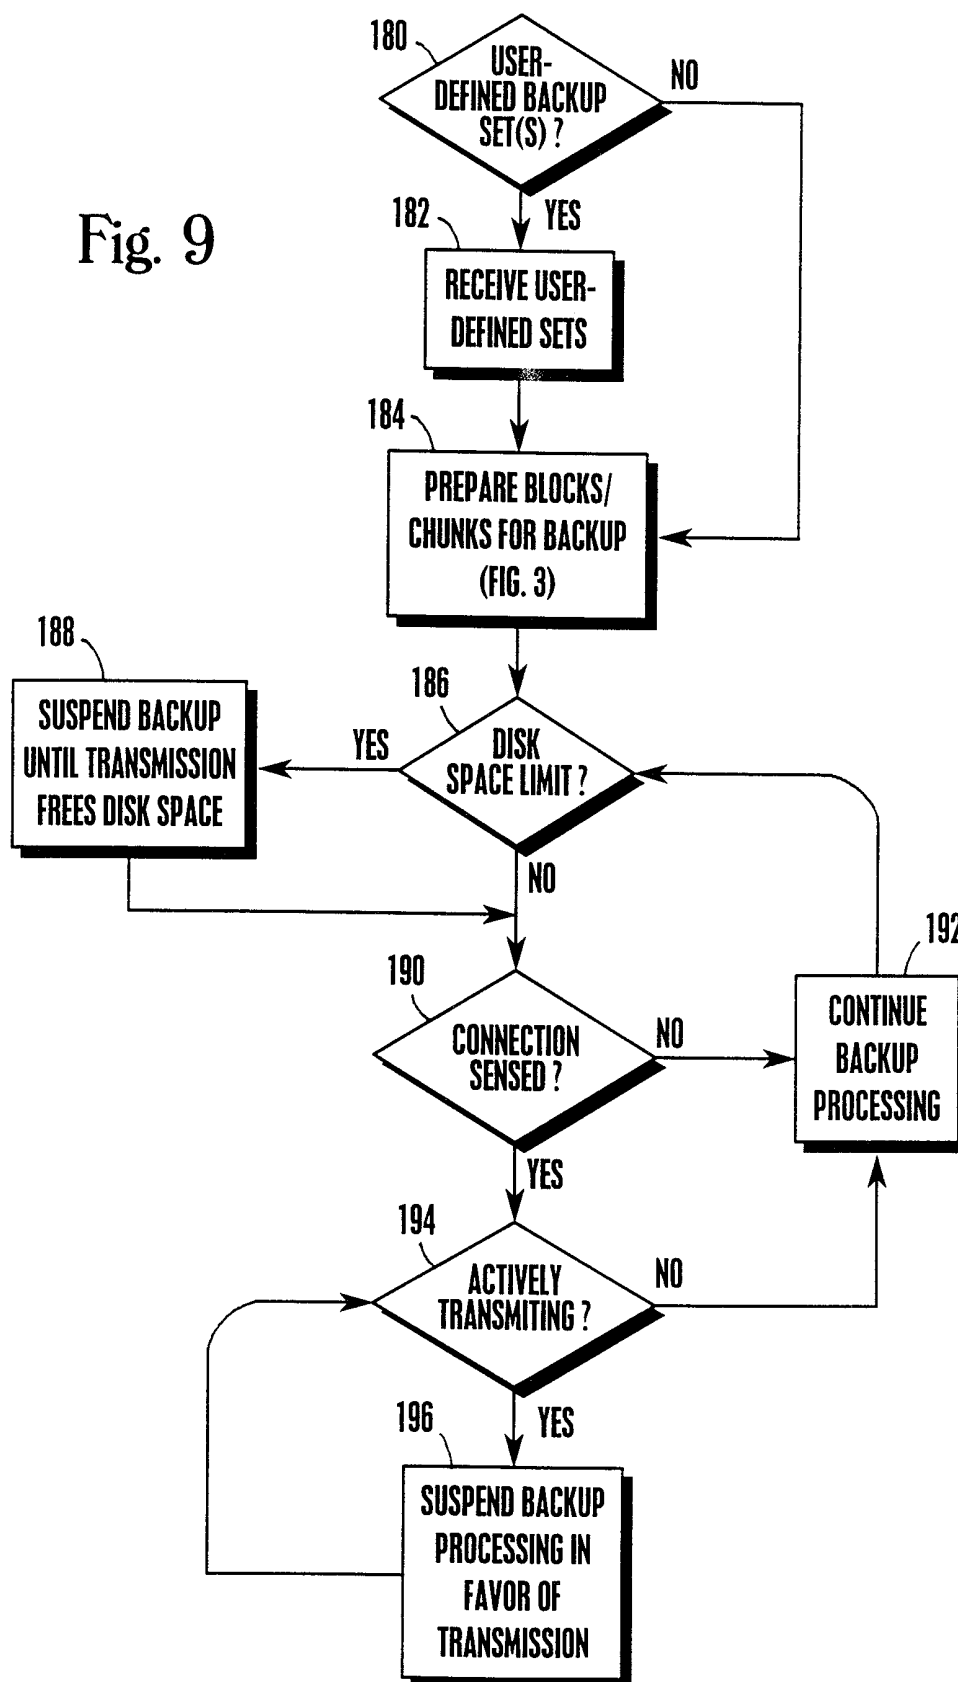 180
USER-
DEFINED BACKUP
SET(S) ?
NO
YES
Fig. 9
182
RECEIVE USER-
DEFINED SETS
184
PREPARE BLOCKS/
CHUNKS FOR BACKUP
(FIG. 3)
188
SUSPEND BACKUP
UNTIL TRANSMISSION
FREES DISK SPACE
186
YES
DISK
SPACE LIMIT ?
NO
192
CONTINUE
BACKUP
PROCESSING
190
CONNECTION
SENSED ?
NO
YES
194
ACTIVELY
TRANSMITING ?
NO
YES
196
SUSPEND BACKUP
PROCESSING IN
FAVOR OF
TRANSMISSION